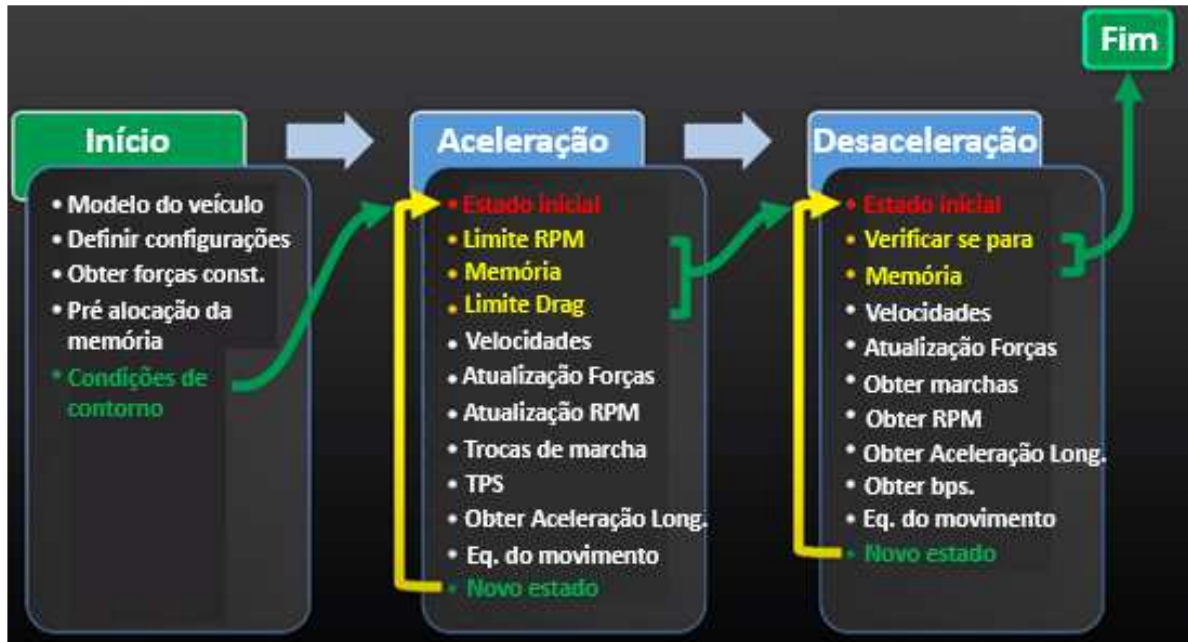 Fim
Início
• Modelo do veículo
• Definir configurações
• Obter forças const.
• Pré alocação da
memória
• Condições de
contorno
Aceleração
• Estado inicial
• Limite RPM
• Memória
• Limite Drag
• Velocidades
• Atualização Forças
• Atualização RPM
• Trocas de marcha
• TPS
• Obter Aceleração Long.
• Eq. do movimento
• Novo estado
Desaceleração
• Estado inicial
• Verificar se para
• Memória
• Velocidades
• Atualização Forças
• Obter marchas
• Obter RPM
• Obter Aceleração Long.
• Obter bps.
• Eq. do movimento
• Novo estado